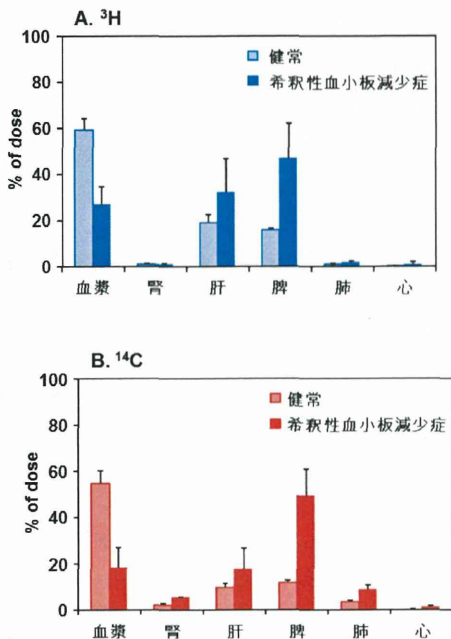 A. ³H
100
80
60
40
20
0
% of dose
健常
希釈性血小板減少症
血漿 腎 肝 脾 肺 心
B. ¹⁴C
100
80
60
40
20
0
% of dose
健常
希釈性血小板減少症
血漿 腎 肝 脾 肺 心